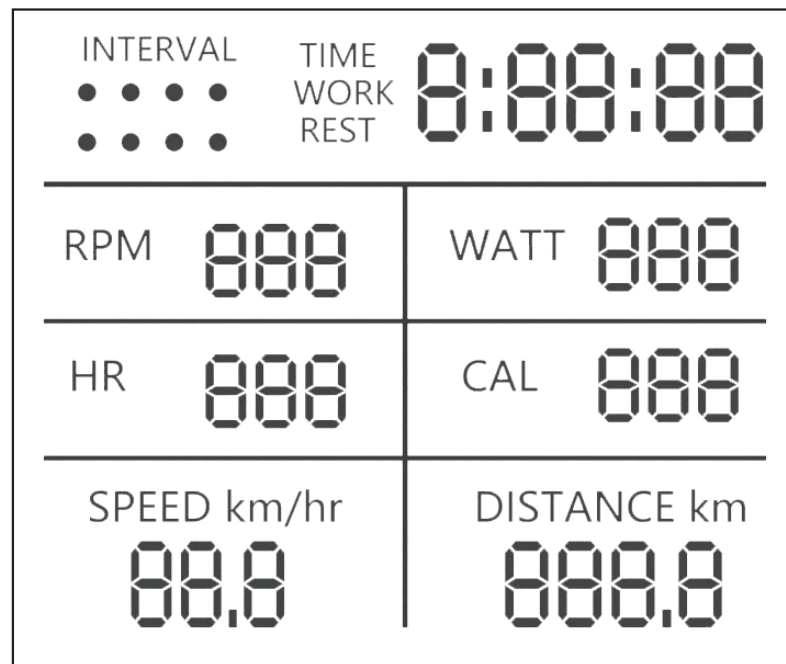 INTERVAL
TIME
WORK
REST
8:88:88
RPM 888
WATT 888
HR 888
CAL 888
SPEED km/hr
88.8
DISTANCE km
888.8